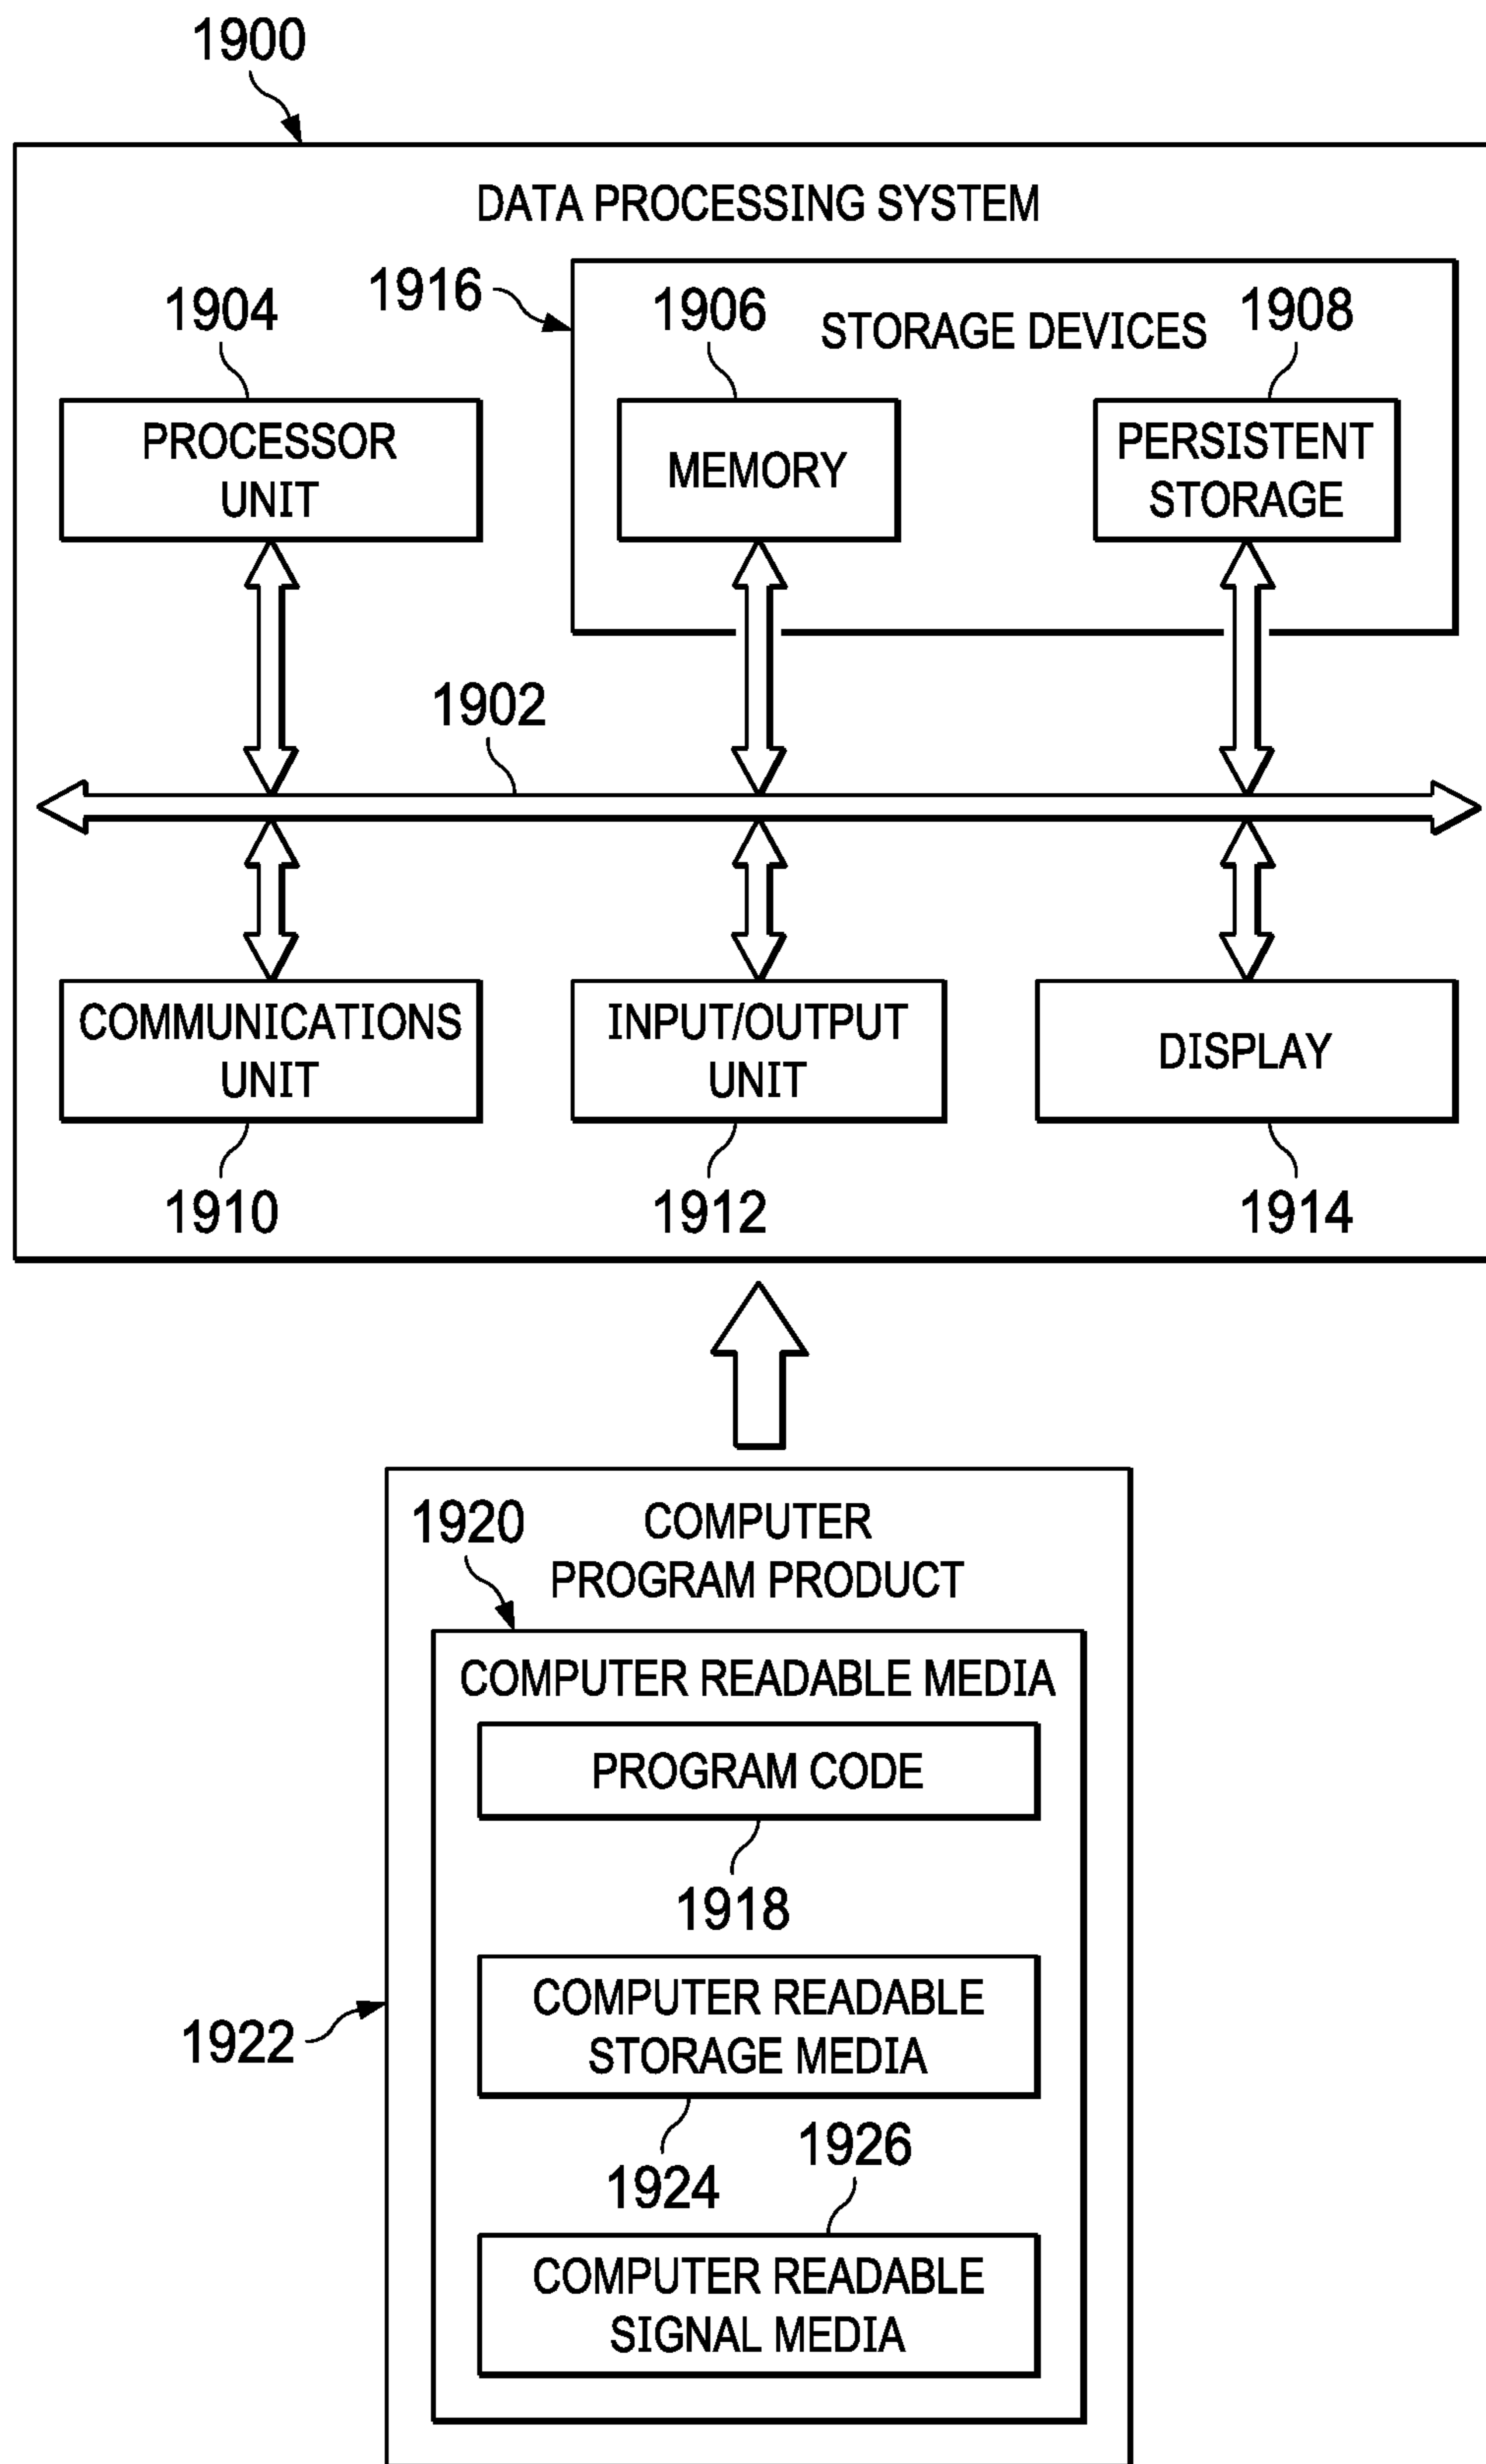 1900
DATA PROCESSING SYSTEM
1916
1904
1906
STORAGE DEVICES
1908
PROCESSOR
UNIT
MEMORY
PERSISTENT
STORAGE
1902
COMMUNICATIONS
UNIT
INPUT/OUTPUT
UNIT
DISPLAY
1910
1912
1914
1920
COMPUTER
PROGRAM PRODUCT
COMPUTER READABLE MEDIA
PROGRAM CODE
1918
COMPUTER READABLE
STORAGE MEDIA
1922
1924
1926
COMPUTER READABLE
SIGNAL MEDIA